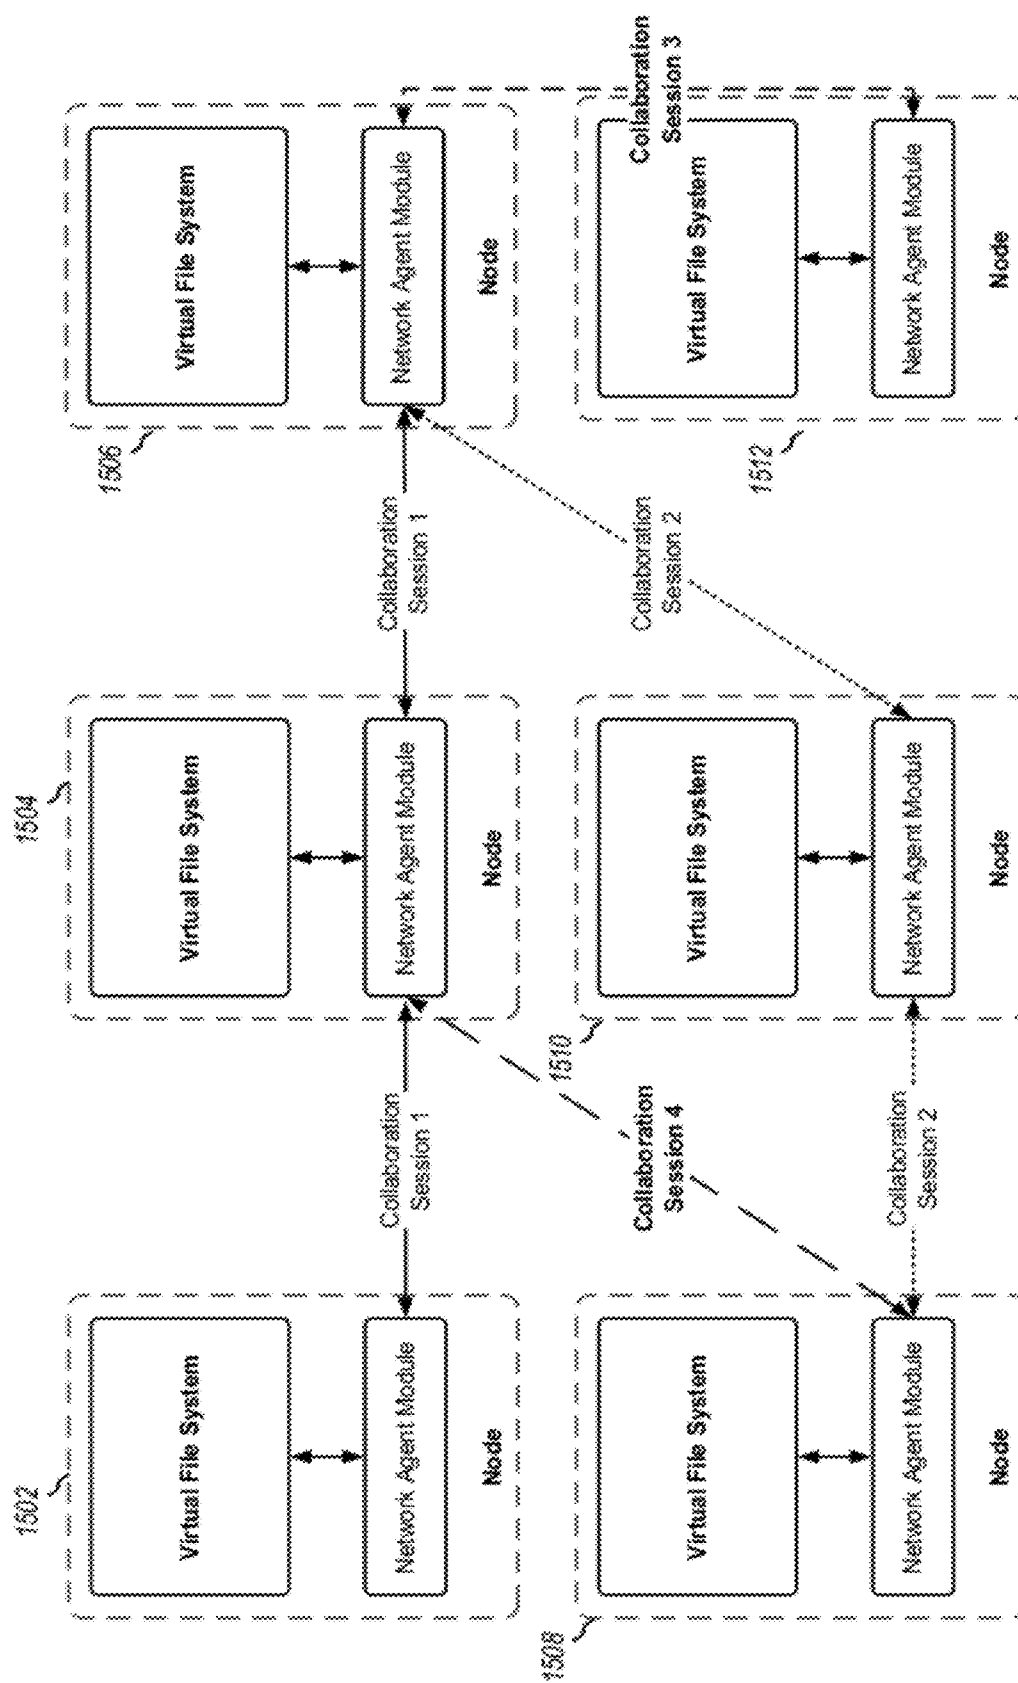 1502
1504
1506
Virtual File System
Virtual File System
Virtual File System
Network Agent Module
Collaboration
Session 1
Network Agent Module
Collaboration
Session 1
Network Agent Module
Node
Node
Node
1508
1510
1512
Collaboration
Session 4
Collaboration
Session 2
Collaboration
Session 3
Virtual File System
Virtual File System
Virtual File System
Network Agent Module
Collaboration
Session 2
Network Agent Module
Network Agent Module
Node
Node
Node